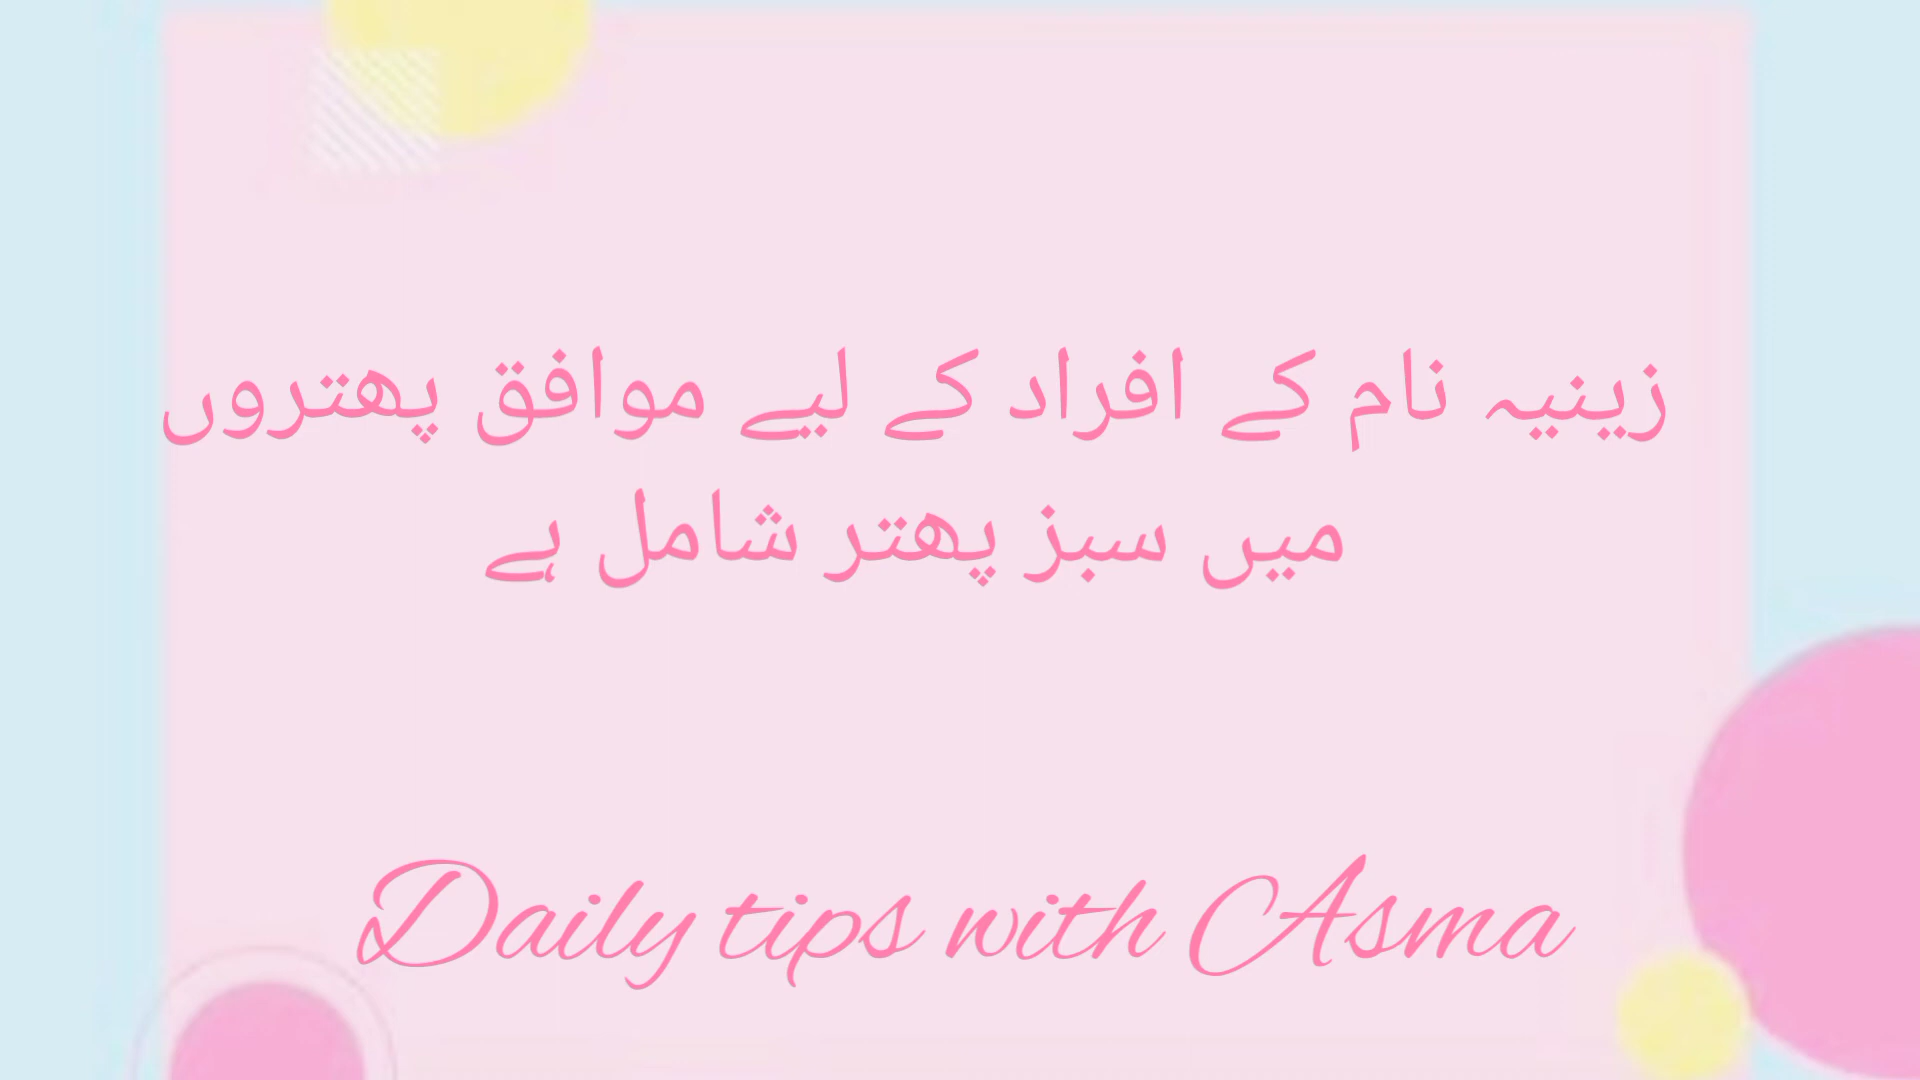 زینیہ نام کے افراد کے لیے موافق پھتروں
میں سبز پھتر شامل ہے
Daily tips with Asma